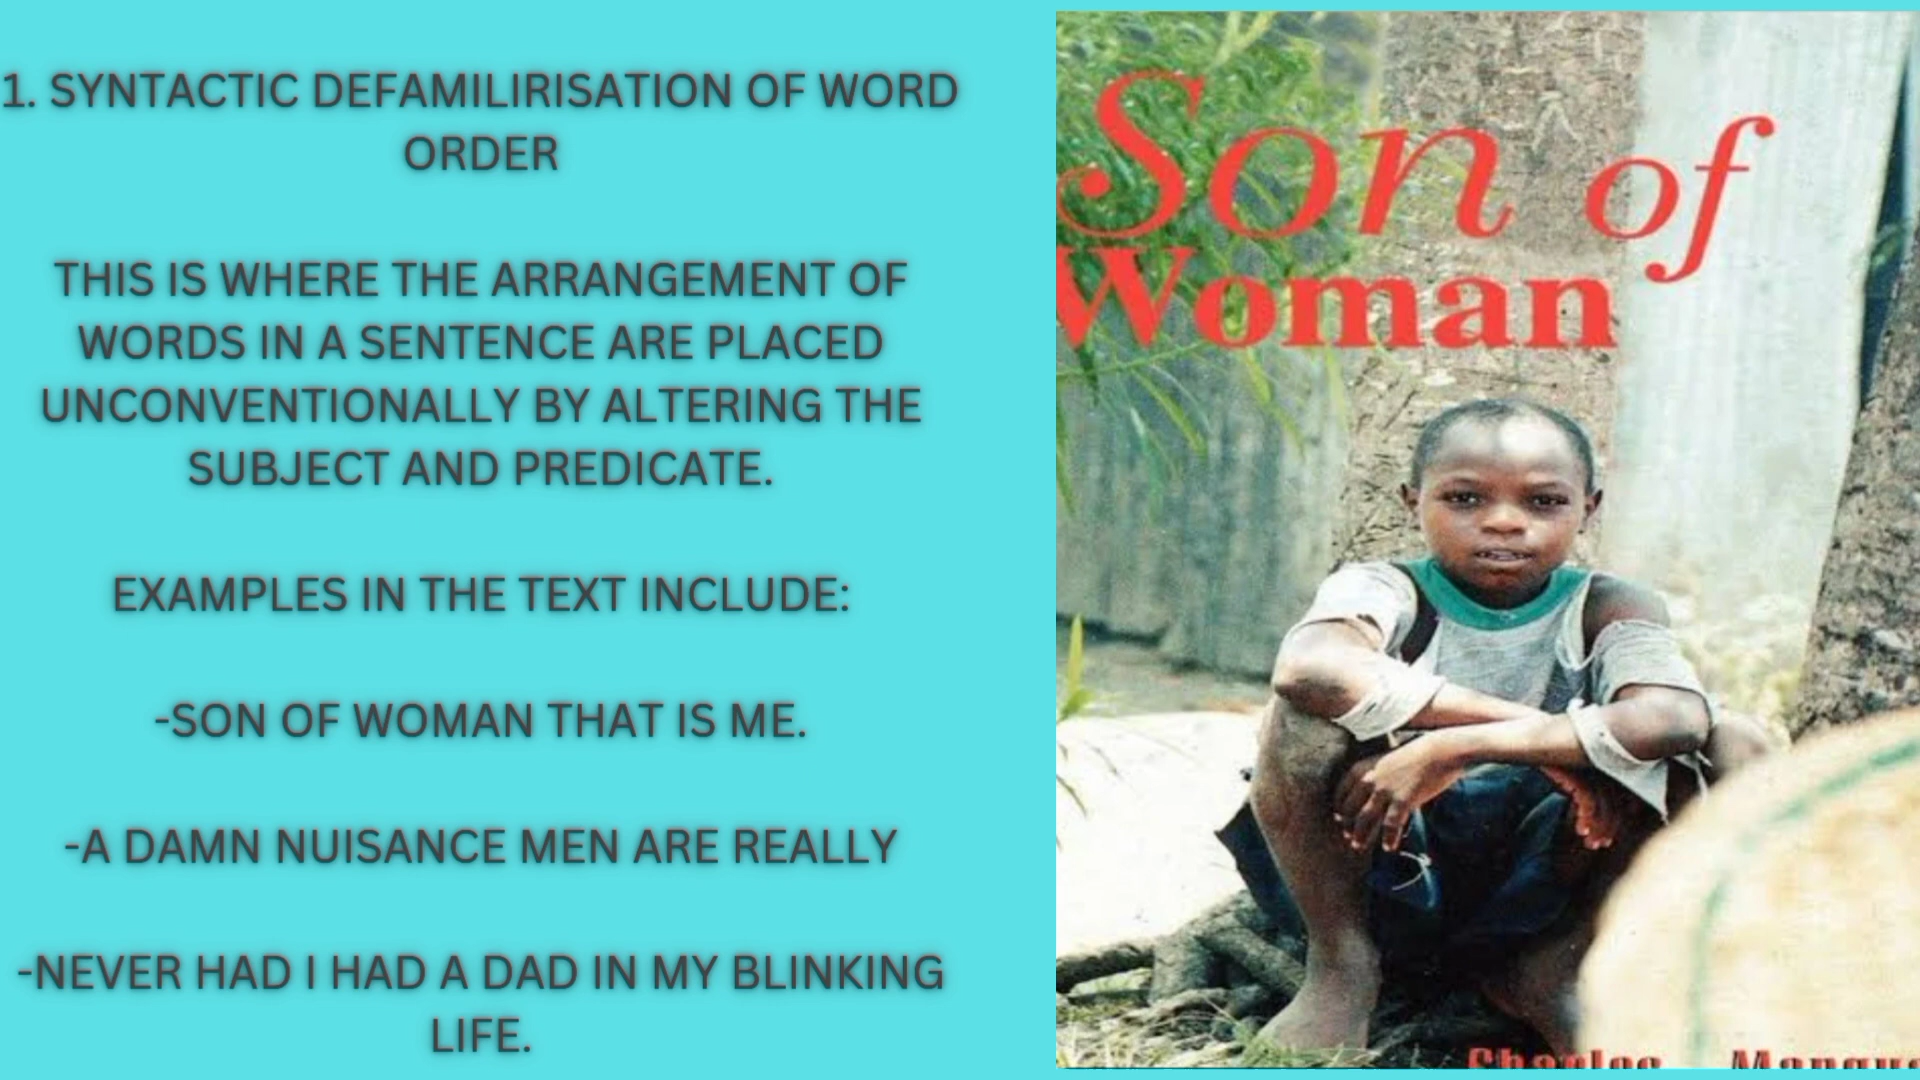 1. SYNTACTIC DEFAMILIRISATION OF WORD
ORDER
THIS IS WHERE THE ARRANGEMENT OF
WORDS IN A SENTENCE ARE PLACED
UNCONVENTIONALLY BY ALTERING THE
SUBJECT AND PREDICATE.
EXAMPLES IN THE TEXT INCLUDE:
-SON OF WOMAN THAT IS ME.
-A DAMN NUISANCE MEN ARE REALLY
-NEVER HAD I HAD A DAD IN MY BLINKING
LIFE.
Son of
Woman
Charles